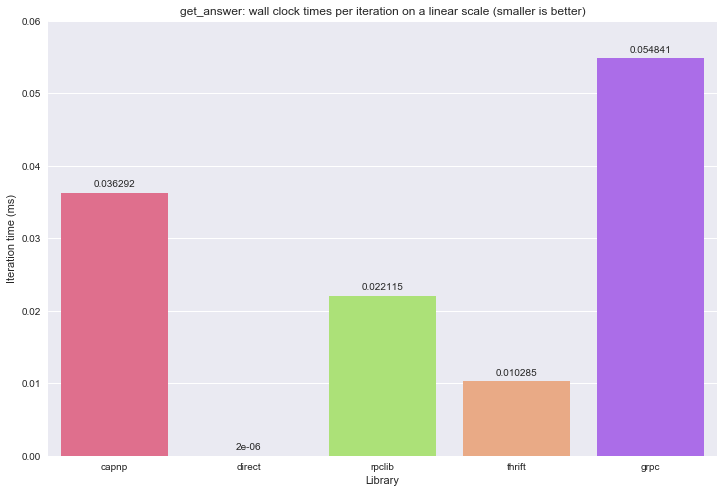 get_answer: wall clock times per iteration on a linear scale (smaller is better)
0.06
0.05
0.04
0.03
0.02
0.01
0.00
Iteration time (ms)
0.036292
2e-06
0.022115
0.010285
0.054841
capnp
direct
rpclib
thrift
grpc
Library